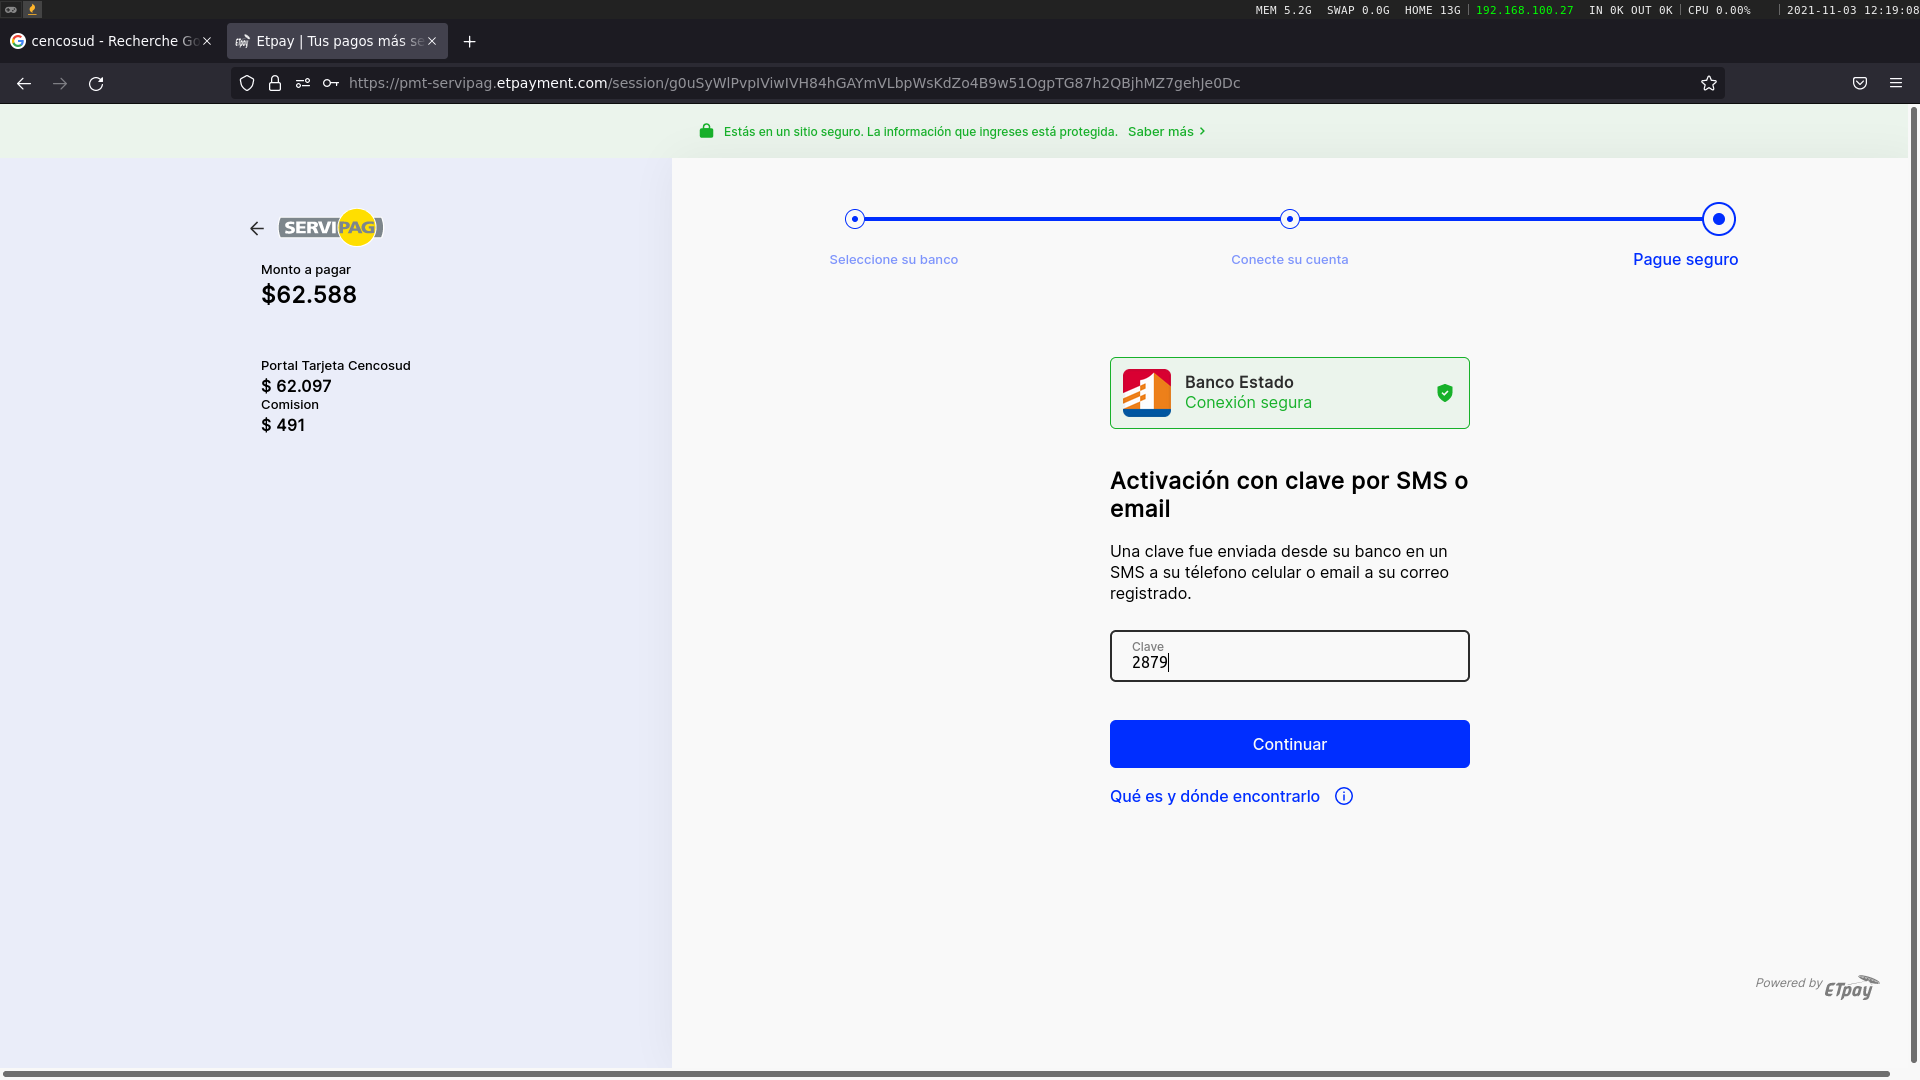 MEM 5.2G SWAP 0.0G HOME 13G 192.168.100.27 IN 0K OUT 0K CPU 0.00% 2021-11-03 12:19:08
cencosud - Recherche Go
Etpay | Tus pagos más se
https://pmt-servipag.etpayment.com/session/g0uSyWlPvpIViwIVH84hGAYmVLbpWsKdZo4B9w51OgpTG87h2QBjhMZ7gehJe0Dc
Estás en un sitio seguro. La información que ingreses está protegida. Saber más
SERVIPAG
Monto a pagar
$62.588
Portal Tarjeta Cencosud
$ 62.097
Comision
$ 491
Seleccione su banco
Conecte su cuenta
Pague seguro
Banco Estado
Conexión segura
Activación con clave por SMS o
email
Una clave fue enviada desde su banco en un
SMS a su télefono celular o email a su correo
registrado.
Clave
2879
Continuar
Qué es y dónde encontrarlo
Powered by ETpay